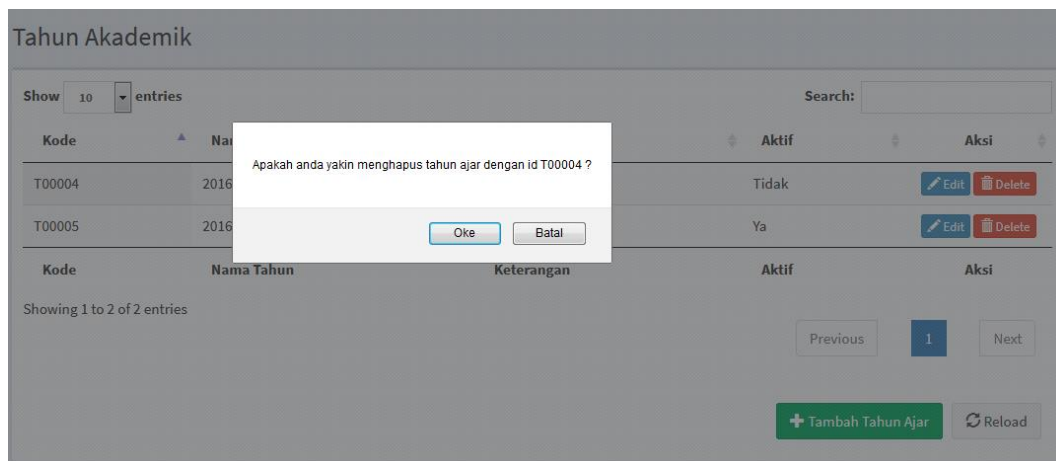 Tahun Akademik
Show 10 entries Search:
Kode Aktif Aksi
Apakah anda yakin menghapus tahun ajar dengan id T00004 ?
T00004 2016 Tidak Edit Delete
T00005 2016 Ya Edit Delete
Oke Batal
Kode Nama Tahun Keterangan Aktif Aksi
Showing 1 to 2 of 2 entries
Previous 1 Next
Tambah Tahun Ajar Reload